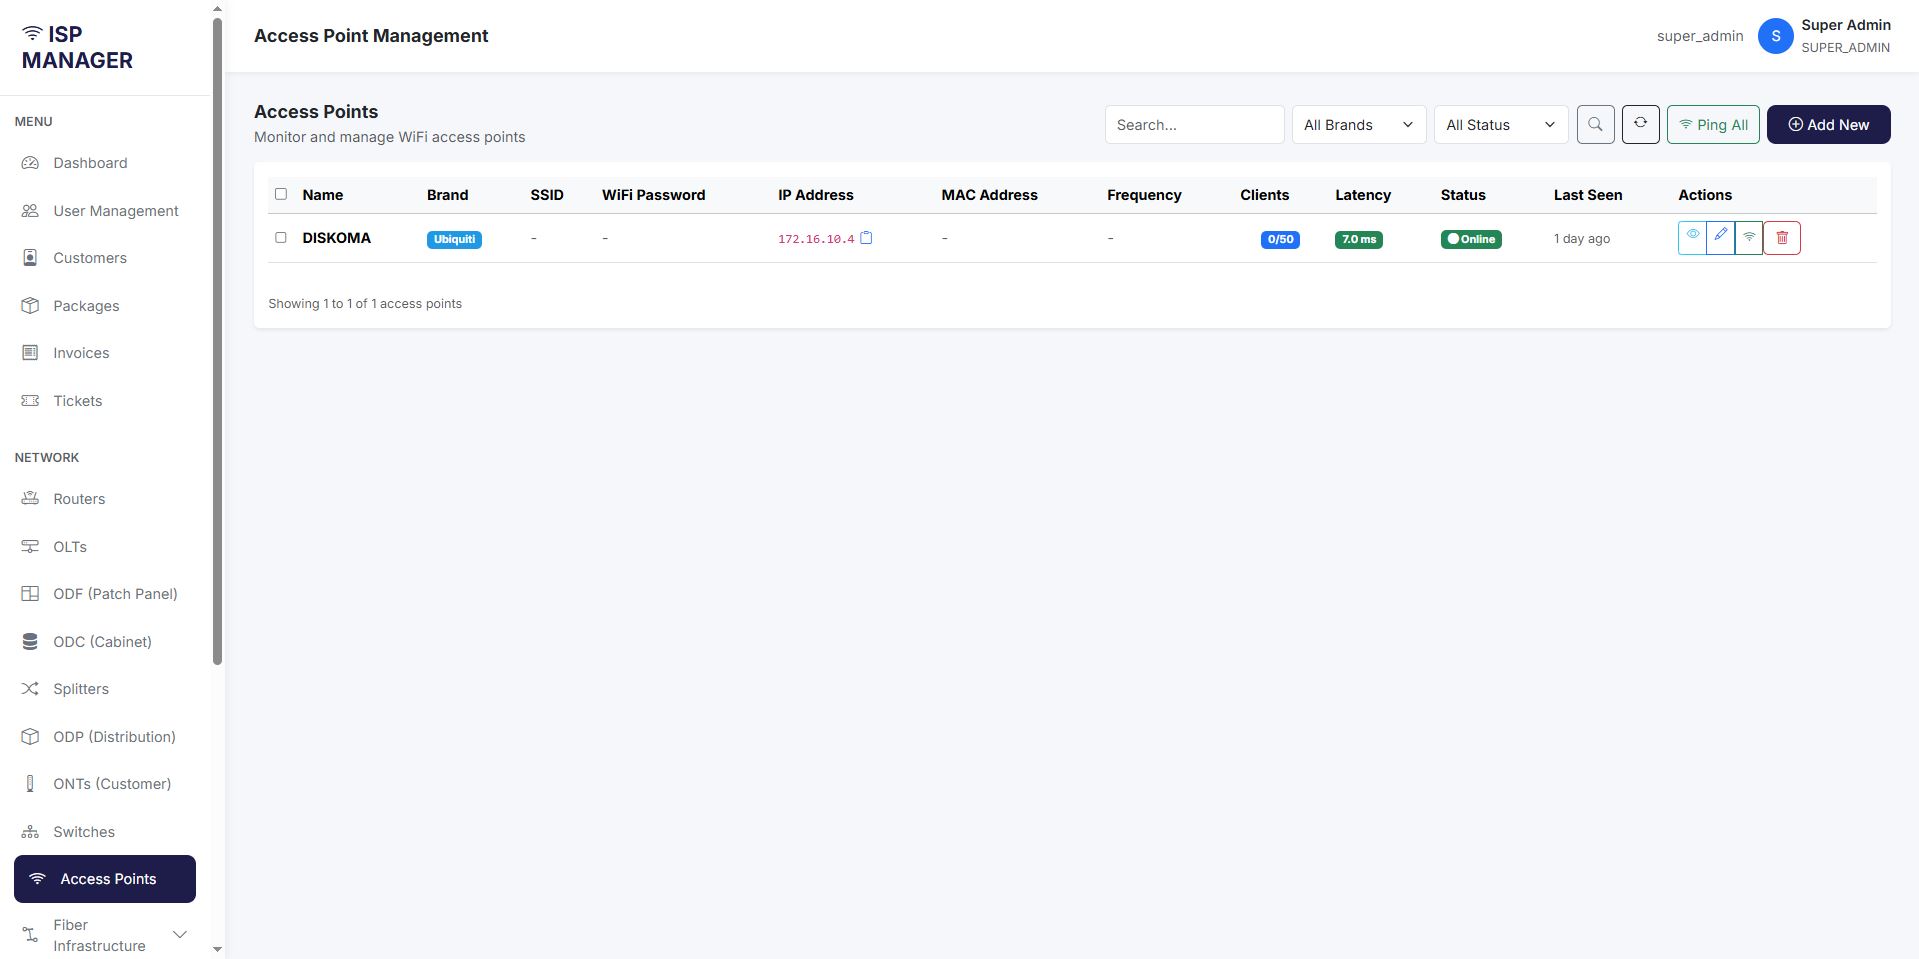 ISP
MANAGER
MENU
Dashboard
User Management
Customers
Packages
Invoices
Tickets
NETWORK
Routers
OLTs
ODF (Patch Panel)
ODC (Cabinet)
Splitters
ODP (Distribution)
ONTs (Customer)
Switches
Access Points
Fiber
Infrastructure
Access Point Management
super_admin
S
Super Admin
SUPER_ADMIN
Access Points
Monitor and manage WiFi access points
Search...
All Brands
All Status
Ping All
Add New
Name Brand SSID WiFi Password IP Address MAC Address Frequency Clients Latency Status Last Seen Actions
DISKOMA Ubiquiti - - 172.16.10.4 - - 0/50 7.0 ms Online 1 day ago
Showing 1 to 1 of 1 access points